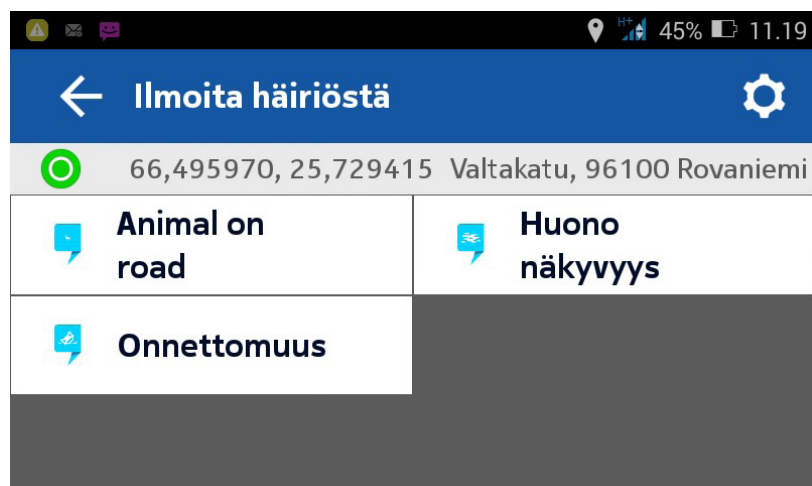 H+ 45% 11.19
Ilmoita häiriöstä
66,495970, 25,729415 Valtakatu, 96100 Rovaniemi
Animal on
road
Huono
näkyvyys
Onnettomuus